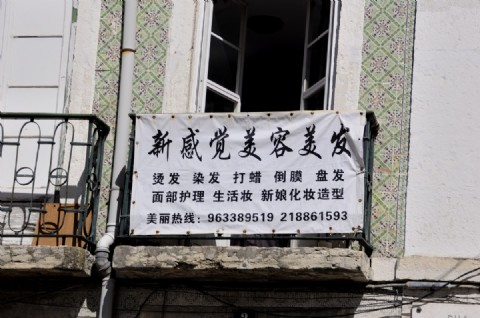 新感觉美容美发
烫发 染发 打蜡 倒膜 盘发
面部护理 生活妆 新娘化妆造型
美丽热线：963389519 218861593